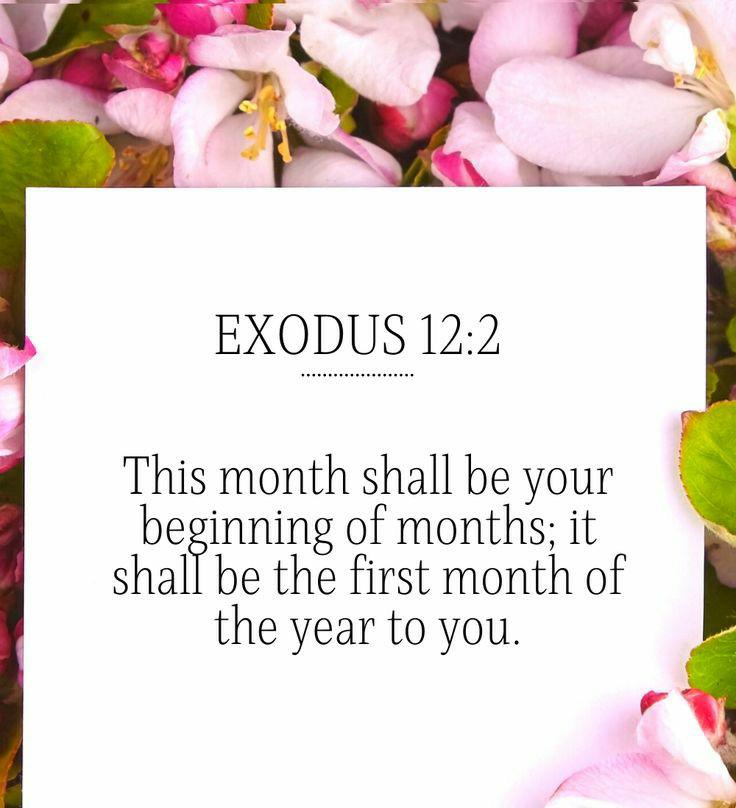 EXODUS 12:2
This month shall be your
beginning of months; it
shall be the first month of
the year to you.